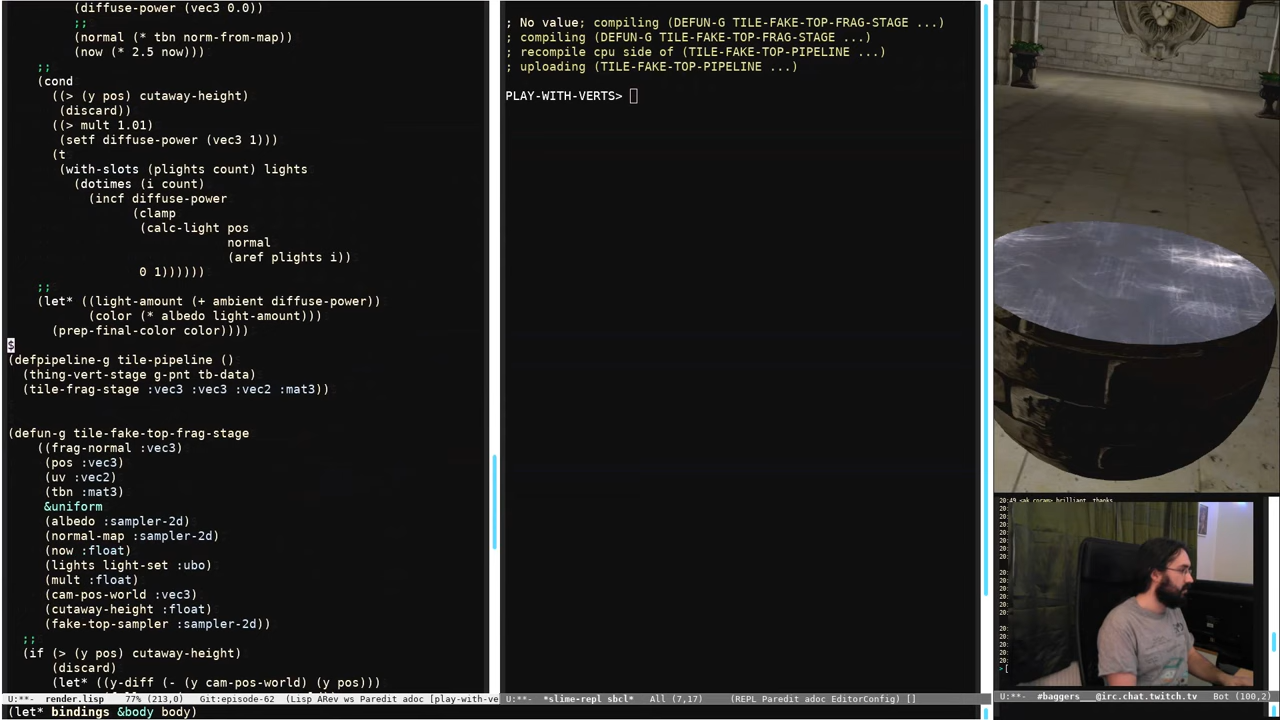 (diffuse-power (vec3 0.0))
;;
(normal (* tbn norm-from-map))
(now (* 2.5 now)))
;;
(cond
((> (y pos) cutaway-height)
(discard))
((> mult 1.01)
(setf diffuse-power (vec3 1)))
(t
(with-slots (plights count) lights
(dotimes (i count)
(incf diffuse-power
(clamp
(calc-light pos
normal
(aref plights i))
0 1))))))
;;
(let* ((light-amount (+ ambient diffuse-power))
(color (* albedo light-amount)))
(prep-final-color color))))
$
(defpipeline-g tile-pipeline ()
(thing-vert-stage g-pnt tb-data)
(tile-frag-stage :vec3 :vec3 :vec2 :mat3))
(defun-g tile-fake-top-frag-stage
((frag-normal :vec3)
(pos :vec3)
(uv :vec2)
(tbn :mat3)
&uniform
(albedo :sampler-2d)
(normal-map :sampler-2d)
(now :float)
(lights light-set :ubo)
(mult :float)
(cam-pos-world :vec3)
(cutaway-height :float)
(fake-top-sampler :sampler-2d))
;;
(if (> (y pos) cutaway-height)
(discard)
(let* ((y-diff (- (y cam-pos-world) (y pos)))
U:**- render.lisp 77% (213,0) Git:episode-62 (Lisp ARev ws Paredit adoc [play-with-ve
(let* bindings &body body)
; No value; compiling (DEFUN-G TILE-FAKE-TOP-FRAG-STAGE ...)
; compiling (DEFUN-G TILE-FAKE-TOP-FRAG-STAGE ...)
; recompile cpu side of (TILE-FAKE-TOP-PIPELINE ...)
; uploading (TILE-FAKE-TOP-PIPELINE ...)
PLAY-WITH-VERTS>
U:**- *slime-repl sbcl* All (7,17) (REPL Paredit adoc EditorConfig) []
20:49 <ak_coram> brilliant, thanks
U:**- #baggers__@irc.chat.twitch.tv Bot (100,2)